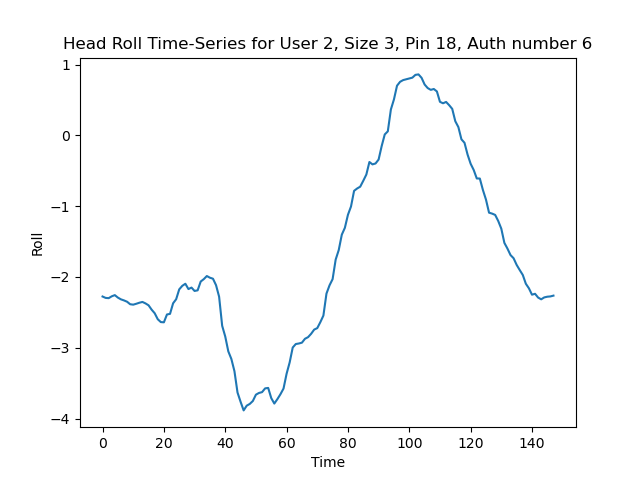 Head Roll Time-Series for User 2, Size 3, Pin 18, Auth number 6
1
0
−1
−2
−3
−4
Roll
0 20 40 60 80 100 120 140
Time